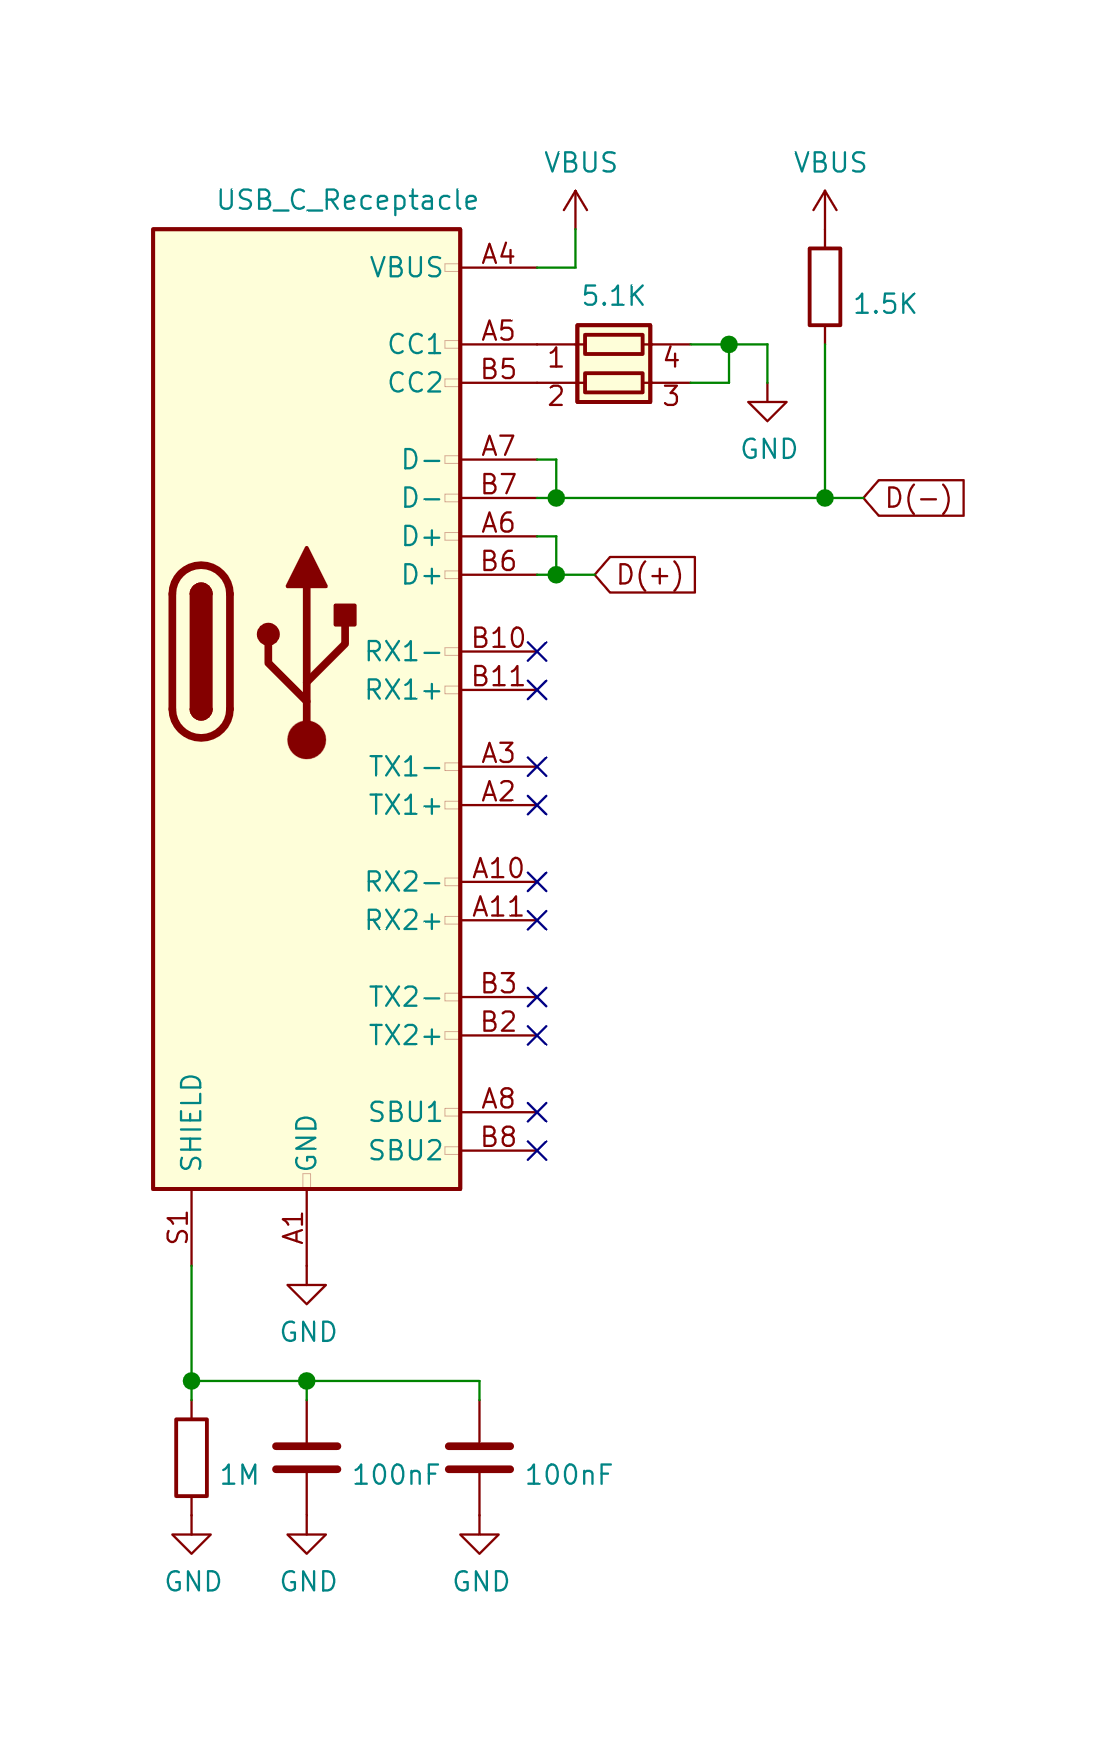 VBUS
VBUS
USB_C_Receptacle
VBUS A4
5.1K
1.5K
CC1 A5 1 4
CC2 B5 2 3
GND
D- A7
D- B7 D(-)
D+ A6
D+ B6 D(+)
RX1- B10
RX1+ B11
TX1- A3
TX1+ A2
RX2- A10
RX2+ A11
TX2- B3
TX2+ B2
SBU1 A8
SBU2 B8
SHIELD
GND
S1
A1
GND
1M
100nF
100nF
GND
GND
GND